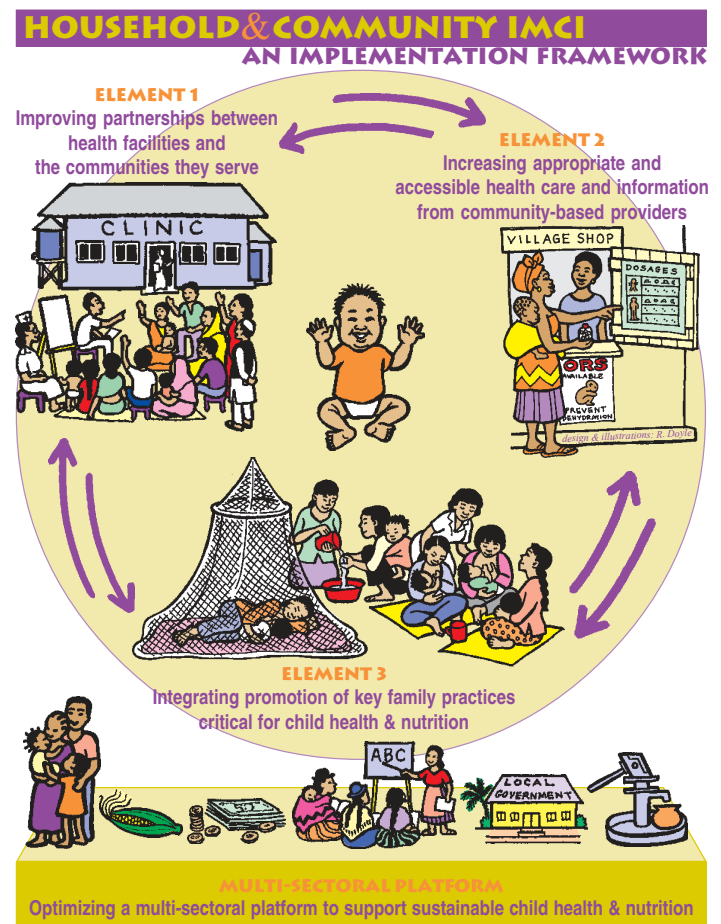 HOUSEHOLD & COMMUNITY IMCI
AN IMPLEMENTATION FRAMEWORK
ELEMENT 1
Improving partnerships between
health facilities and
the communities they serve
ELEMENT 2
Increasing appropriate and
accessible health care and information
from community-based providers
CLINIC
VILLAGE SHOP
DOSAGES
ORS
AVAILABLE
PREVENT
DEHYDRATION
design & illustrations: R. Doyle
ELEMENT 3
Integrating promotion of key family practices
critical for child health & nutrition
ABC
LOCAL
GOVERNMENT
MULTI-SECTORAL PLATFORM
Optimizing a multi-sectoral platform to support sustainable child health & nutrition